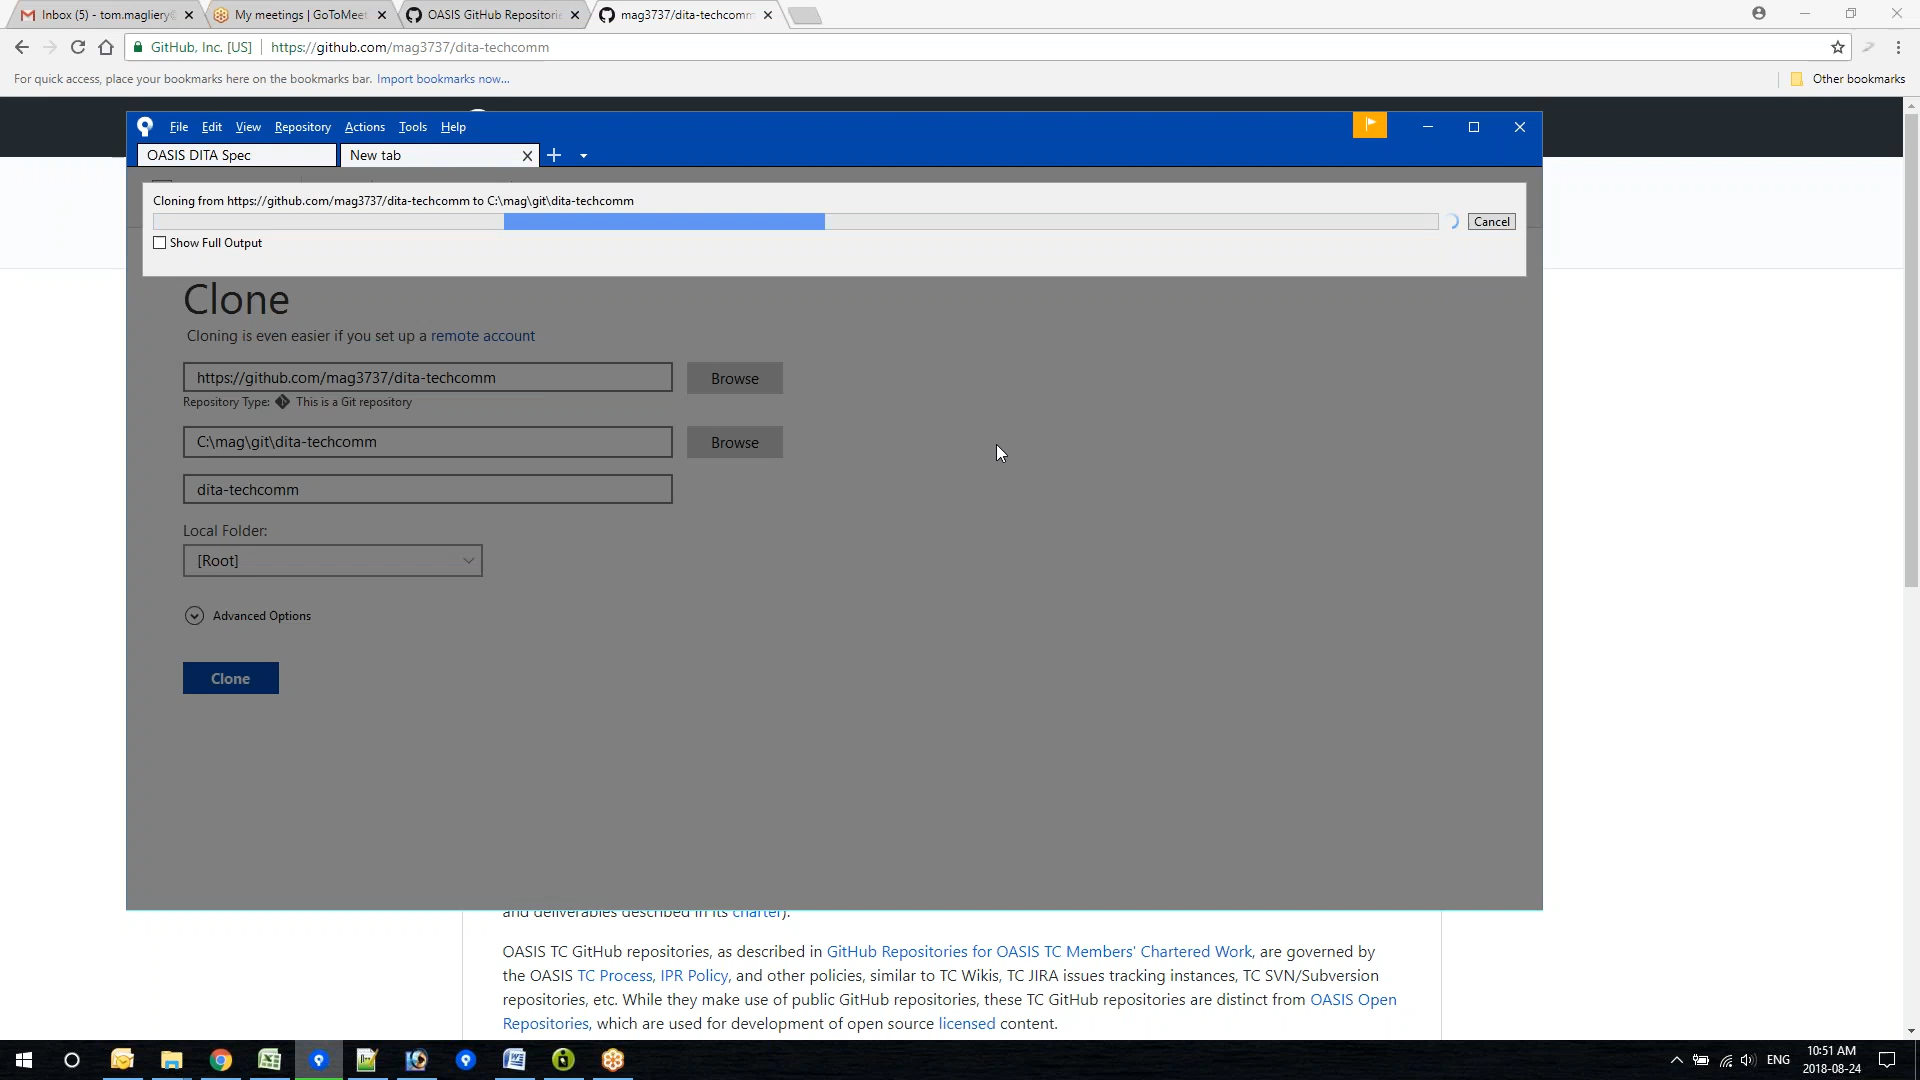 Inbox (5) - tom.magliery
My meetings | GoToMeet
OASIS GitHub Repositori
mag3737/dita-techcomm
GitHub, Inc. [US] | https://github.com/mag3737/dita-techcomm
For quick access, place your bookmarks here on the bookmarks bar. Import bookmarks now...
Other bookmarks
File Edit View Repository Actions Tools Help
OASIS DITA Spec
New tab
Cloning from https://github.com/mag3737/dita-techcomm to C:\mag\git\dita-techcomm
Cancel
Show Full Output
Clone
Cloning is even easier if you set up a remote account
https://github.com/mag3737/dita-techcomm
Browse
Repository Type: This is a Git repository
C:\mag\git\dita-techcomm
Browse
dita-techcomm
Local Folder:
[Root]
Advanced Options
Clone
and deliverables described in its charter).
OASIS TC GitHub repositories, as described in GitHub Repositories for OASIS TC Members' Chartered Work, are governed by
the OASIS TC Process, IPR Policy, and other policies, similar to TC Wikis, TC JIRA issues tracking instances, TC SVN/Subversion
repositories, etc. While they make use of public GitHub repositories, these TC GitHub repositories are distinct from OASIS Open
Repositories, which are used for development of open source licensed content.
ENG
10:51 AM
2018-08-24